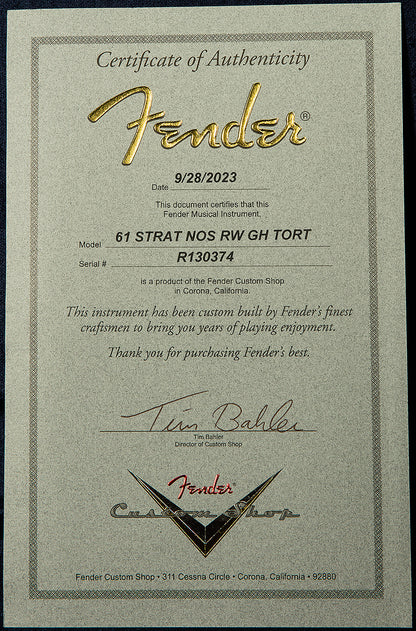 Certificate of Authenticity
Fender®
9/28/2023
Date
This document certifies that this
Fender Musical Instrument,
Model 61 STRAT NOS RW GH TORT
Serial # R130374
is a product of the Fender Custom Shop
in Corona, California.
This instrument has been custom built by Fender's finest
craftsmen to bring you years of playing enjoyment.
Thank you for purchasing Fender's best.
Tim Bahler
Tim Bahler
Director of Custom Shop
Fender
Custom Shop
Fender Custom Shop • 311 Cessna Circle • Corona, California • 92880